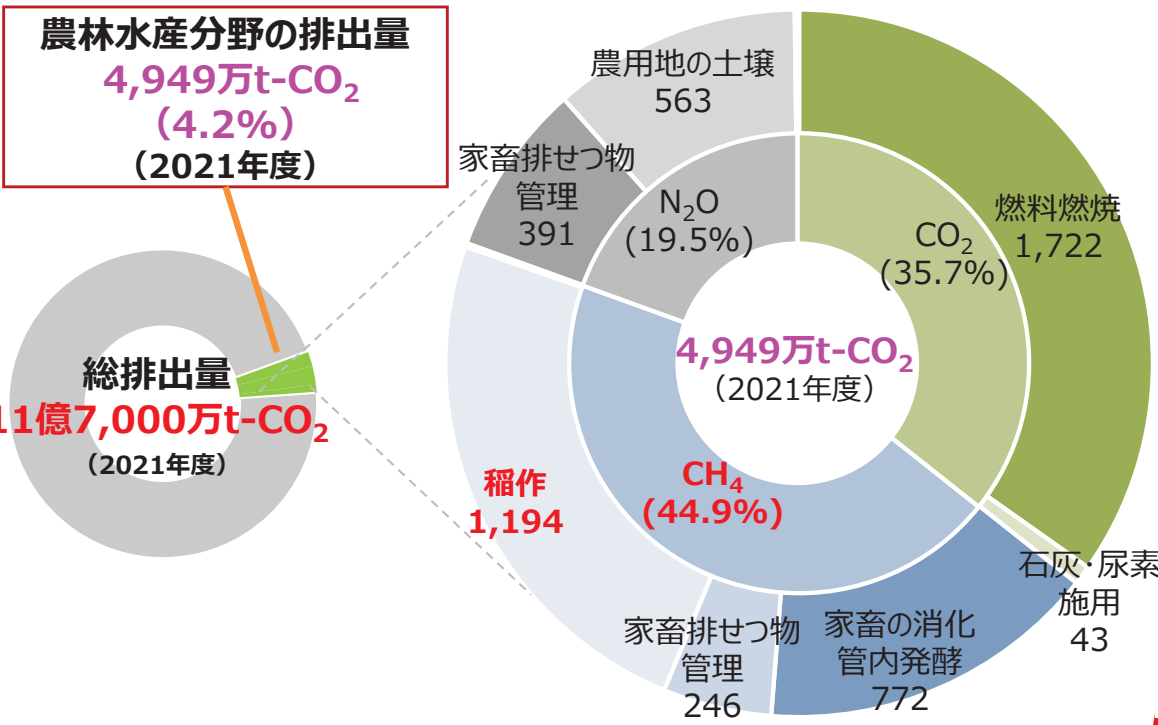 農林水産分野の排出量
4,949万t-CO₂
(4.2%)
（2021年度）
総排出量
11億7,000万t-CO₂
（2021年度）
農用地の土壌
563
家畜排せつ物
管理
391
N₂O
(19.5%)
CO₂
(35.7%)
燃料燃焼
1,722
4,949万t-CO₂
（2021年度）
稲作
1,194
CH₄
(44.9%)
石灰・尿素
施用
43
家畜排せつ物
管理
246
家畜の消化
管内発酵
772